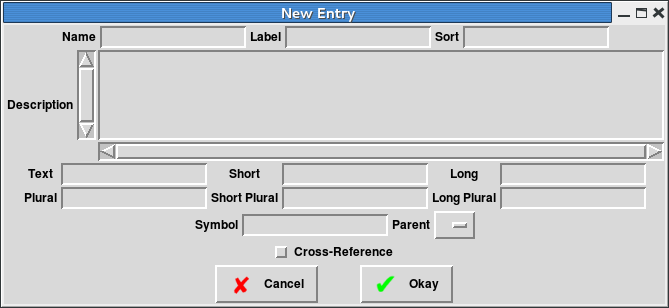 New Entry
Name Label Sort
Description
Text Short Long
Plural Short Plural Long Plural
Symbol Parent
Cross-Reference
Cancel Okay